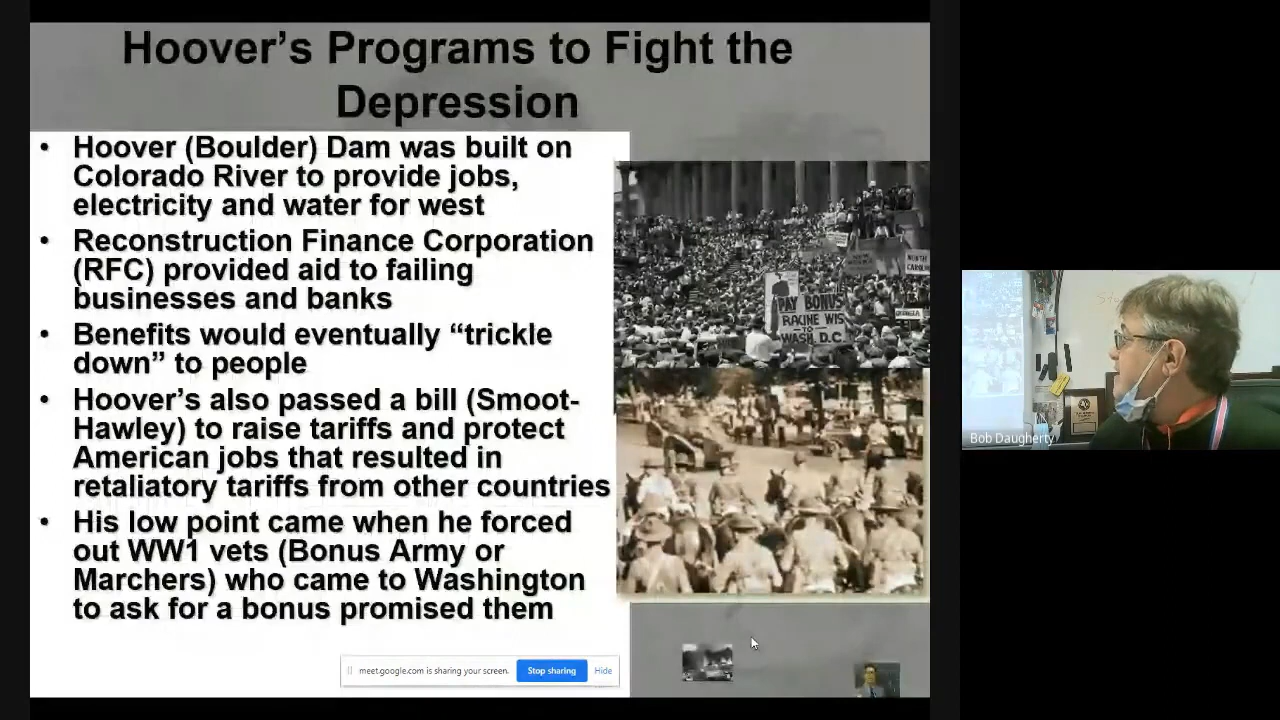 Hoover’s Programs to Fight the
Depression
• Hoover (Boulder) Dam was built on
Colorado River to provide jobs,
electricity and water for west
• Reconstruction Finance Corporation
(RFC) provided aid to failing
businesses and banks
• Benefits would eventually “trickle
down” to people
• Hoover’s also passed a bill (Smoot-
Hawley) to raise tariffs and protect
American jobs that resulted in
retaliatory tariffs from other countries
• His low point came when he forced
out WW1 vets (Bonus Army or
Marchers) who came to Washington
to ask for a bonus promised them
NORTH
CAROLINA
GEORGIA
PAY BONUS
RACINE WIS
TO
WASH. D.C.
Bob Daugherty
meet.google.com is sharing your screen.
Stop sharing
Hide